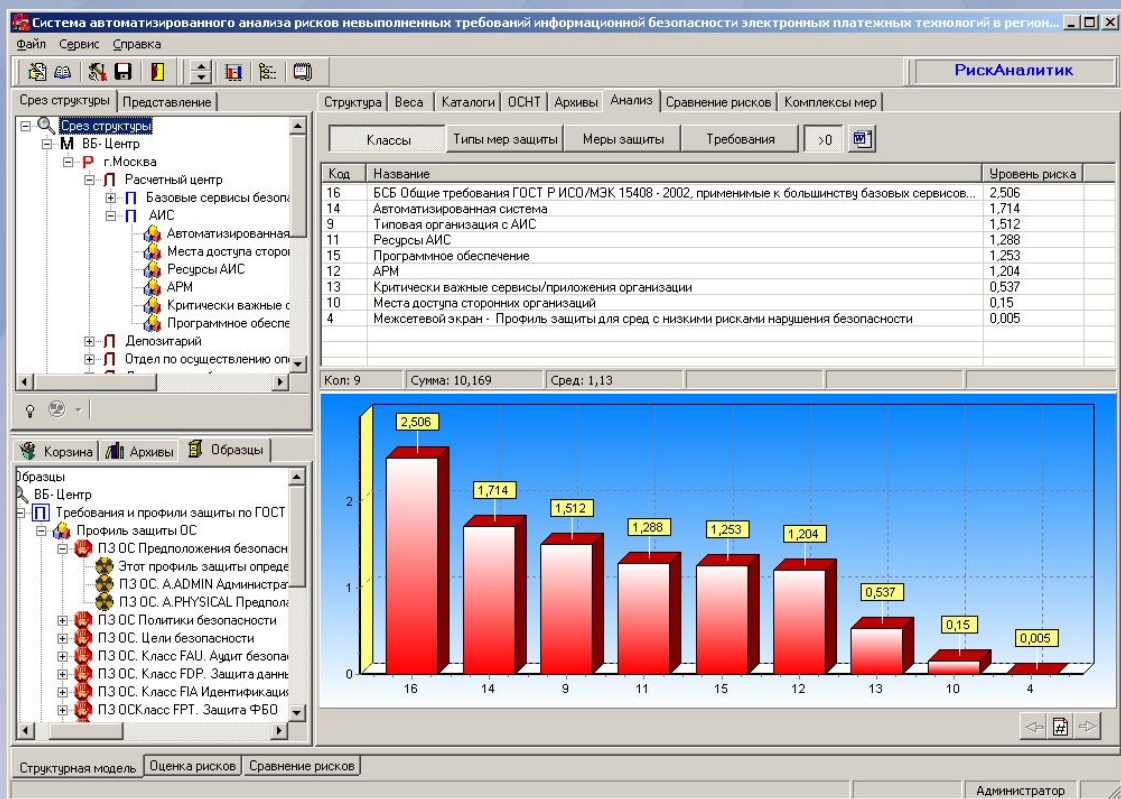 Система автоматизированного анализа рисков невыполненных требований информационной безопасности электронных платежных технологий в регион...
Файл Сервис Справка
РискАналитик
Срез структуры Представление
Структура Веса Каталоги ОСНТ Архивы Анализ Сравнение рисков Комплексы мер
Срез структуры
М ВБ- Центр
Р г.Москва
П Расчетный центр
П Базовые сервисы безопа
П АИС
Автоматизированная
Места доступа сторо
Ресурсы АИС
АРМ
Критически важные
Программное обеспе
П Депозитарий
П Отдел по осуществлению
Классы Типы мер защиты Меры защиты Требования >0
Код Название Уровень риска
16 БСБ Общие требования ГОСТ Р ИСО/МЭК 15408 - 2002, применимые к большинству базовых сервисов... 2,506
14 Автоматизированная система 1,714
9 Типовая организация с АИС 1,512
11 Ресурсы АИС 1,288
15 Программное обеспечение 1,253
12 АРМ 1,204
13 Критически важные сервисы/приложения организации 0,537
10 Места доступа сторонних организаций 0,15
4 Межсетевой экран - Профиль защиты для сред с низкими рисками нарушения безопасности 0,005
Кол: 9 Сумма: 10,169 Сред: 1,13
Корзина Архивы Образцы
Образцы
ВБ- Центр
П Требования и профили защиты по ГОСТ
Профиль защиты ОС
ПЗ ОС Предположения безопасн
Этот профиль защиты опреде
ПЗ ОС. A.ADMIN Администра
ПЗ ОС. A.PHYSICAL Предпола
ПЗ ОС Политики безопасности
ПЗ ОС. Цели безопасности
ПЗ ОС. Класс FAU. Аудит безопа
ПЗ ОС. Класс FDP. Защита данн
ПЗ ОС. Класс FIA Идентификация
ПЗ ОСКласс FPT. Защита ФБО
2,506
1,714
1,512
1,288
1,253
1,204
0,537
0,15
0,005
2
1
0
16 14 9 11 15 12 13 10 4
Структурная модель Оценка рисков Сравнение рисков
Администратор